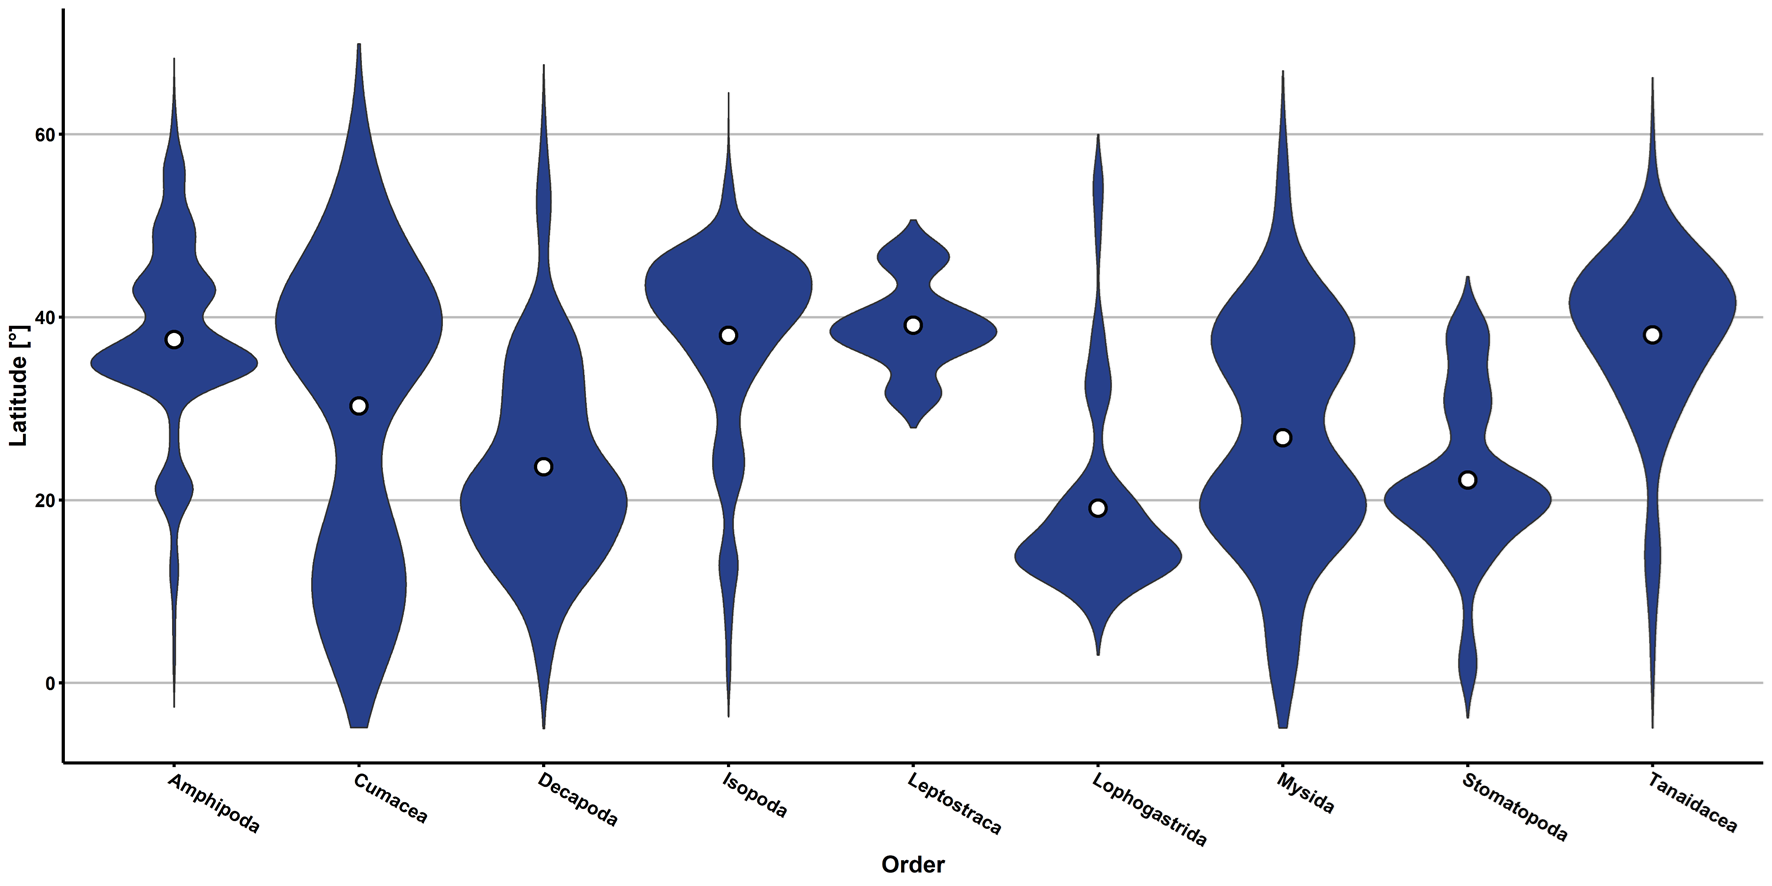 Latitude [°]
60
40
20
0
Amphipoda
Cumacea
Decapoda
Isopoda
Leptostraca
Lophogastrida
Mysida
Stomatopoda
Tanaidacea
Order